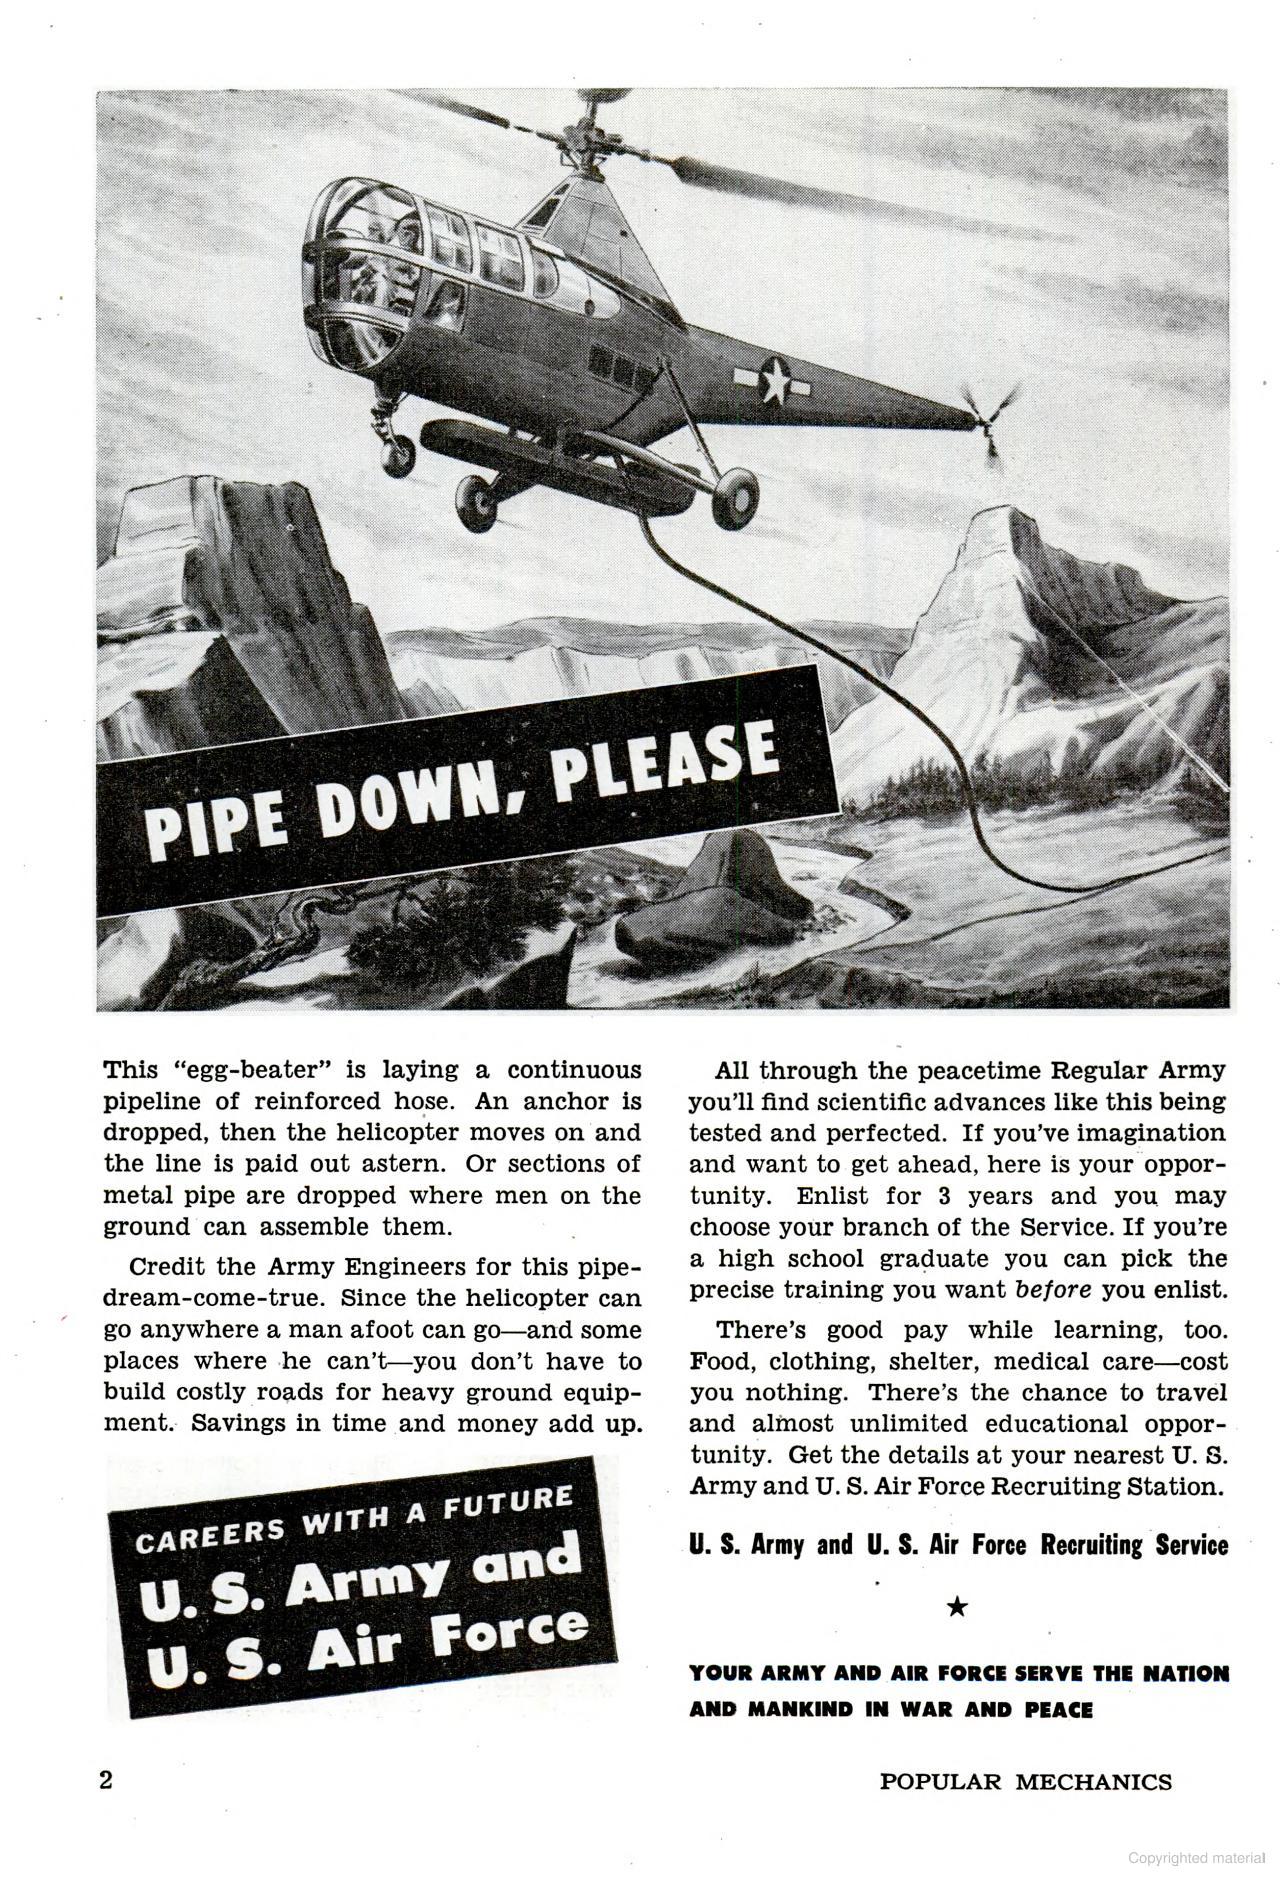 PIPE DOWN, PLEASE
This “egg-beater” is laying a continuous
pipeline of reinforced hose. An anchor is
dropped, then the helicopter moves on and
the line is paid out astern. Or sections of
metal pipe are dropped where men on the
ground can assemble them.
Credit the Army Engineers for this pipe-
dream-come-true. Since the helicopter can
go anywhere a man afoot can go—and some
places where he can't—you don't have to
build costly roads for heavy ground equip-
ment. Savings in time and money add up.
CAREERS WITH A FUTURE
U. S. Army and
U. S. Air Force
All through the peacetime Regular Army
you'll find scientific advances like this being
tested and perfected. If you've imagination
and want to get ahead, here is your oppor-
tunity. Enlist for 3 years and you may
choose your branch of the Service. If you're
a high school graduate you can pick the
precise training you want before you enlist.
There's good pay while learning, too.
Food, clothing, shelter, medical care—cost
you nothing. There's the chance to travel
and almost unlimited educational oppor-
tunity. Get the details at your nearest U. S.
Army and U. S. Air Force Recruiting Station.
U. S. Army and U. S. Air Force Recruiting Service
★
YOUR ARMY AND AIR FORCE SERVE THE NATION
AND MANKIND IN WAR AND PEACE
2
POPULAR MECHANICS
Copyrighted material